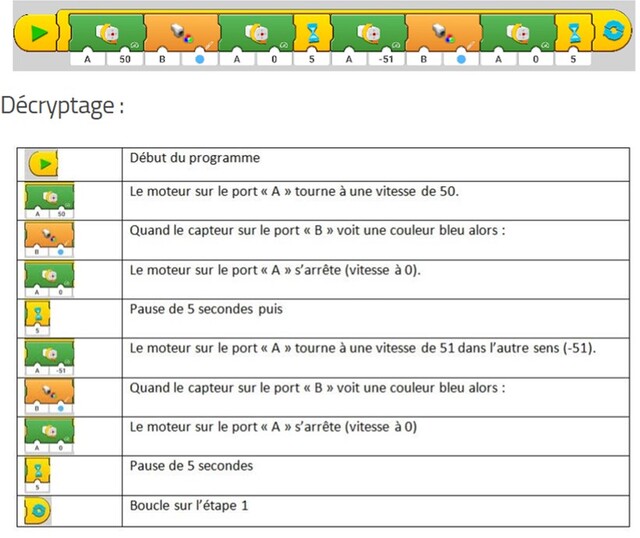 A 50 B A 0 5 A -51 B A 0 5
Décryptage :
Début du programme
A 50 Le moteur sur le port « A » tourne à une vitesse de 50.
B Quand le capteur sur le port « B » voit une couleur bleu alors :
A 0 Le moteur sur le port « A » s’arrête (vitesse à 0).
5 Pause de 5 secondes puis
A -51 Le moteur sur le port « A » tourne à une vitesse de 51 dans l’autre sens (-51).
B Quand le capteur sur le port « B » voit une couleur bleu alors :
A 0 Le moteur sur le port « A » s’arrête (vitesse à 0)
5 Pause de 5 secondes
Boucle sur l’étape 1